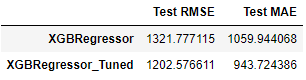 Test RMSE Test MAE
XGBRegressor 1321.777115 1059.944068
XGBRegressor_Tuned 1202.576611 943.724386